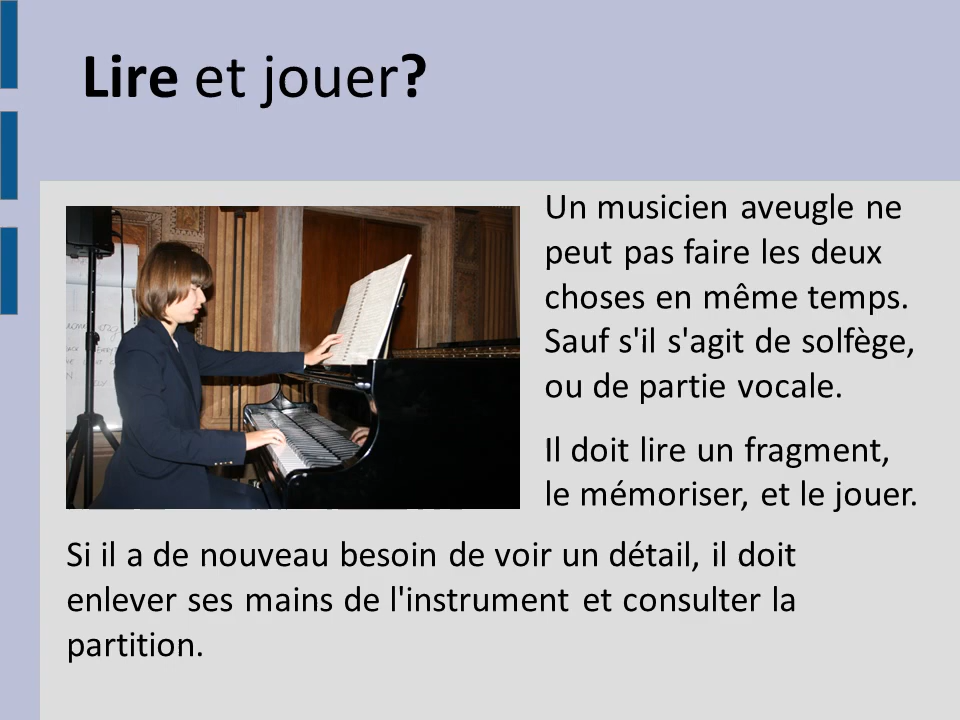 Lire et jouer?
Un musicien aveugle ne
peut pas faire les deux
choses en même temps.
Sauf s'il s'agit de solfège,
ou de partie vocale.
Il doit lire un fragment,
le mémoriser, et le jouer.
Si il a de nouveau besoin de voir un détail, il doit
enlever ses mains de l'instrument et consulter la
partition.